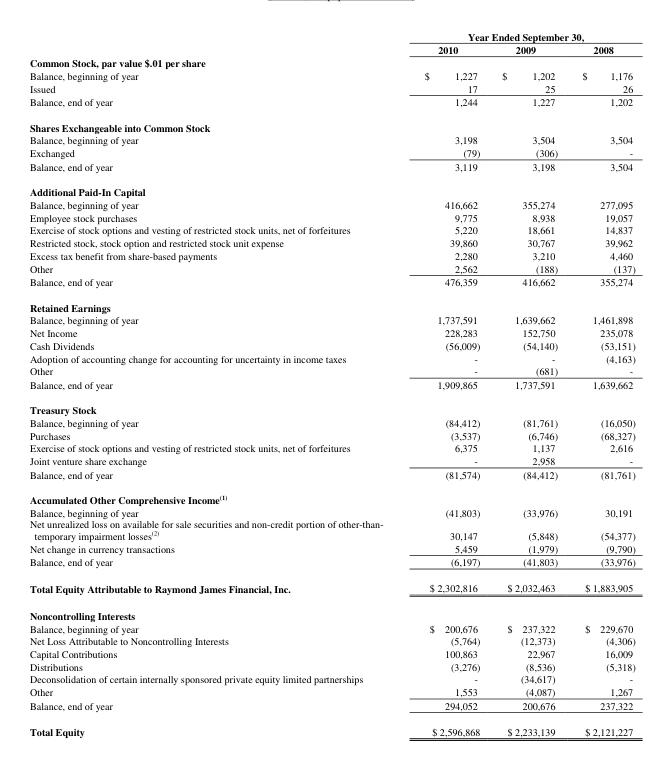 Year Ended September 30,
2010 2009 2008
Common Stock, par value $.01 per share
Balance, beginning of year $ 1,227 $ 1,202 $ 1,176
Issued 17 25 26
Balance, end of year 1,244 1,227 1,202
Shares Exchangeable into Common Stock
Balance, beginning of year 3,198 3,504 3,504
Exchanged (79) (306) -
Balance, end of year 3,119 3,198 3,504
Additional Paid-In Capital
Balance, beginning of year 416,662 355,274 277,095
Employee stock purchases 9,775 8,938 19,057
Exercise of stock options and vesting of restricted stock units, net of forfeitures 5,220 18,661 14,837
Restricted stock, stock option and restricted stock unit expense 39,860 30,767 39,962
Excess tax benefit from share-based payments 2,280 3,210 4,460
Other 2,562 (188) (137)
Balance, end of year 476,359 416,662 355,274
Retained Earnings
Balance, beginning of year 1,737,591 1,639,662 1,461,898
Net Income 228,283 152,750 235,078
Cash Dividends (56,009) (54,140) (53,151)
Adoption of accounting change for accounting for uncertainty in income taxes - - (4,163)
Other - (681) -
Balance, end of year 1,909,865 1,737,591 1,639,662
Treasury Stock
Balance, beginning of year (84,412) (81,761) (16,050)
Purchases (3,537) (6,746) (68,327)
Exercise of stock options and vesting of restricted stock units, net of forfeitures 6,375 1,137 2,616
Joint venture share exchange - 2,958 -
Balance, end of year (81,574) (84,412) (81,761)
Accumulated Other Comprehensive Income(1)
Balance, beginning of year (41,803) (33,976) 30,191
Net unrealized loss on available for sale securities and non-credit portion of other-than-
temporary impairment losses(2) 30,147 (5,848) (54,377)
Net change in currency transactions 5,459 (1,979) (9,790)
Balance, end of year (6,197) (41,803) (33,976)
Total Equity Attributable to Raymond James Financial, Inc. $ 2,302,816 $ 2,032,463 $ 1,883,905
Noncontrolling Interests
Balance, beginning of year $ 200,676 $ 237,322 $ 229,670
Net Loss Attributable to Noncontrolling Interests (5,764) (12,373) (4,306)
Capital Contributions 100,863 22,967 16,009
Distributions (3,276) (8,536) (5,318)
Deconsolidation of certain internally sponsored private equity limited partnerships - (34,617) -
Other 1,553 (4,087) 1,267
Balance, end of year 294,052 200,676 237,322
Total Equity $ 2,596,868 $ 2,233,139 $ 2,121,227